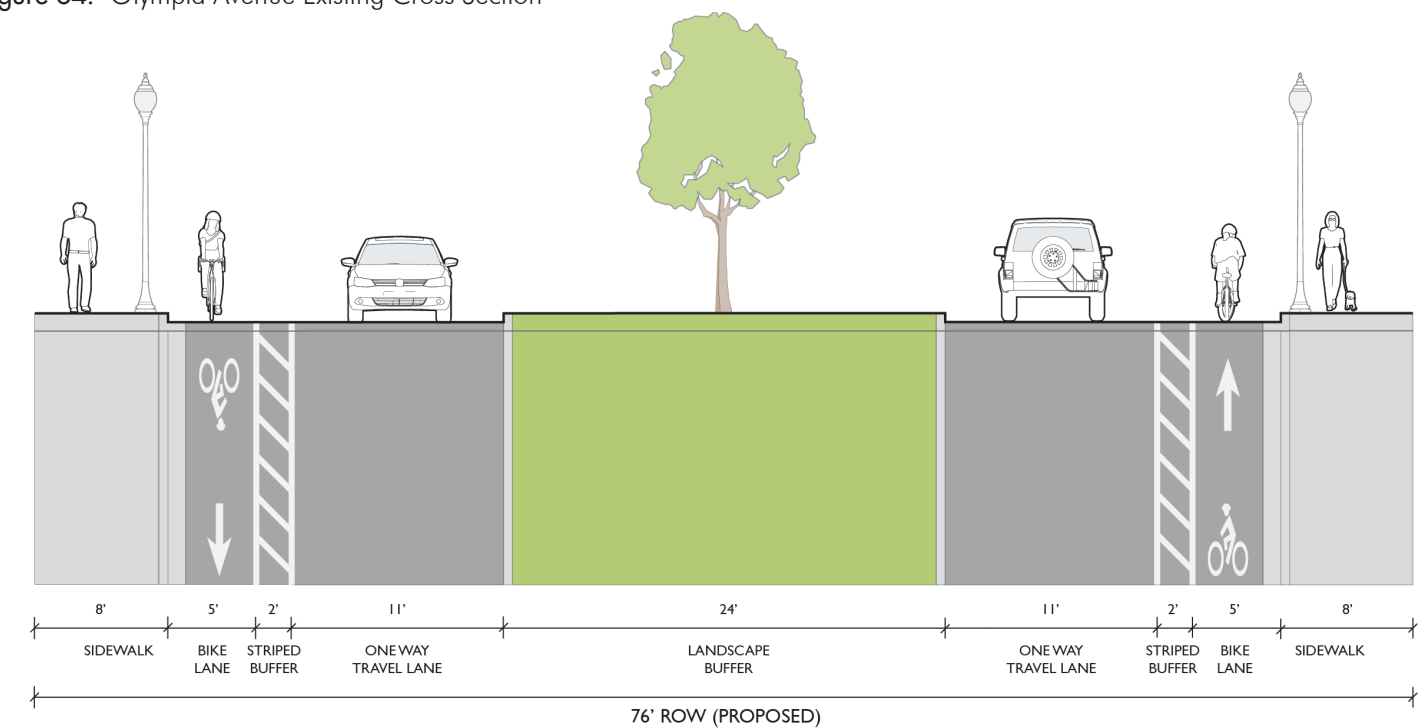 Olympia Avenue Existing Cross Section
8' 5' 2' 11' 24' 11' 2' 5' 8'
SIDEWALK BIKE STRIPED ONE WAY LANDSCAPE ONE WAY STRIPED BIKE SIDEWALK
LANE BUFFER TRAVEL LANE BUFFER TRAVEL LANE BUFFER LANE
76' ROW (PROPOSED)